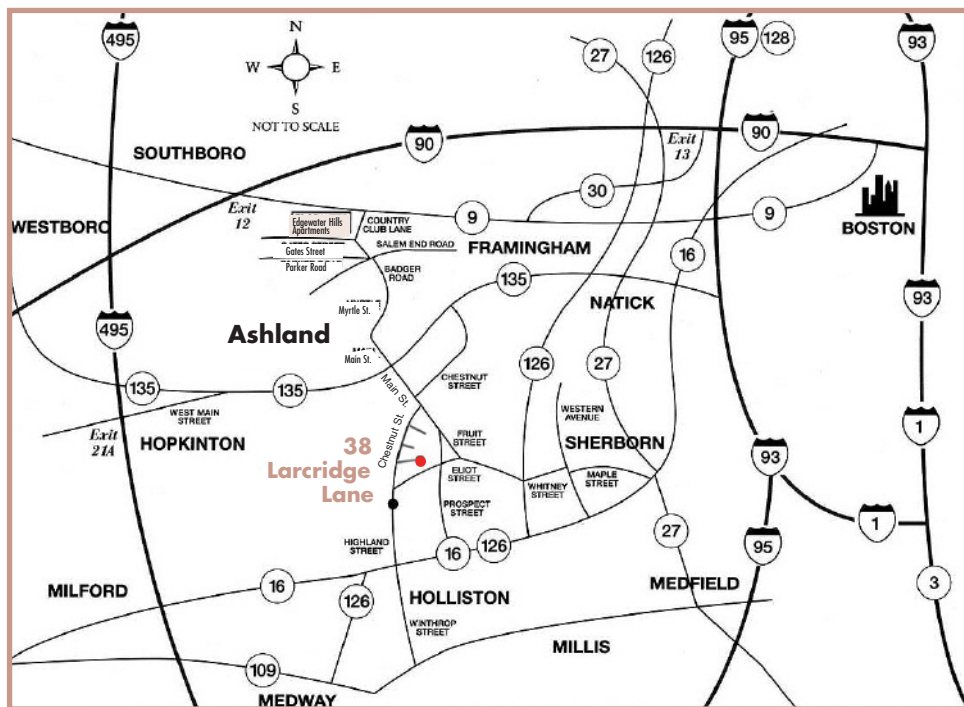 495
N
W
E
S
NOT TO SCALE
27
126
95
128
93
90
SOUTHBORO
Exit
13
90
30
WESTBORO
Exit
12
Edgewater Hills
Apartments
COUNTRY
CLUB LANE
9
9
BOSTON
Gates Street
SALEM END ROAD
FRAMINGHAM
16
Parker Road
BADGER
ROAD
135
93
Myrtle St.
NATICK
495
Ashland
Main St.
126
27
135
135
Main St.
CHESTNUT
STREET
WEST MAIN
STREET
WESTERN
AVENUE
1
Exit
21A
HOPKINTON
Chestnut St.
FRUIT
STREET
SHERBORN
38
Larcridge
Lane
ELIOT
STREET
MAPLE
STREET
93
WHITNEY
STREET
PROSPECT
STREET
1
HIGHLAND
STREET
16
126
27
95
MILFORD
16
126
HOLLISTON
MEDFIELD
3
WINTHROP
STREET
MILLIS
109
MEDWAY